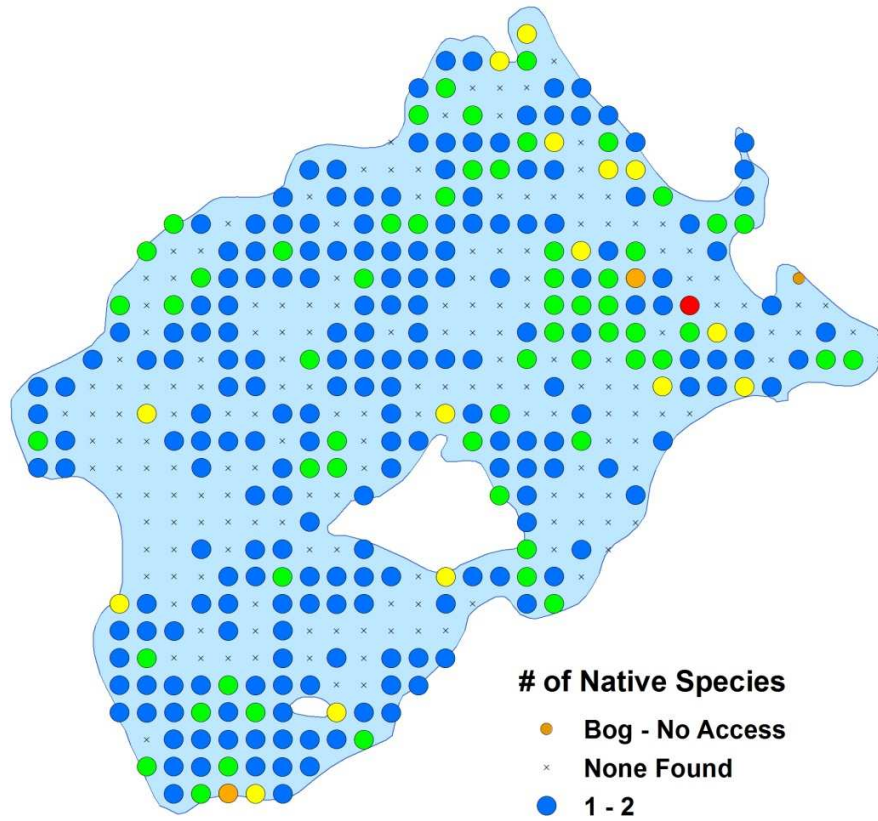 # of Native Species
Bog - No Access
None Found
1 - 2